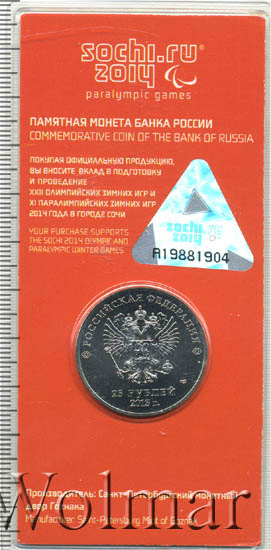 sochi.ru
2014
paralympic games
ПАМЯТНАЯ МОНЕТА БАНКА РОССИИ
COMMEMORATIVE COIN OF THE BANK OF RUSSIA
ПОКУПАЯ ОФИЦИАЛЬНУЮ ПРОДУКЦИЮ,
ВЫ ВНОСИТЕ ВКЛАД В ПОДГОТОВКУ
И ПРОВЕДЕНИЕ
XXII ОЛИМПИЙСКИХ ЗИМНИХ ИГР И
XI ПАРАЛИМПИЙСКИХ ЗИМНИХ ИГР
2014 ГОДА В ГОРОДЕ СОЧИ
YOUR PURCHASE SUPPORTS
THE SOCHI 2014 OLYMPIC AND
PARALYMPIC WINTER GAMES
sochi.ru
2014
A19881904
РОССИЙСКАЯ ФЕДЕРАЦИЯ
25 РУБЛЕЙ
2013 г.
Производитель: Санкт-Петербургский монетный
двор Гознака
Manufacturer: Saint-Petersburg Mint of Goznak
Wolmar